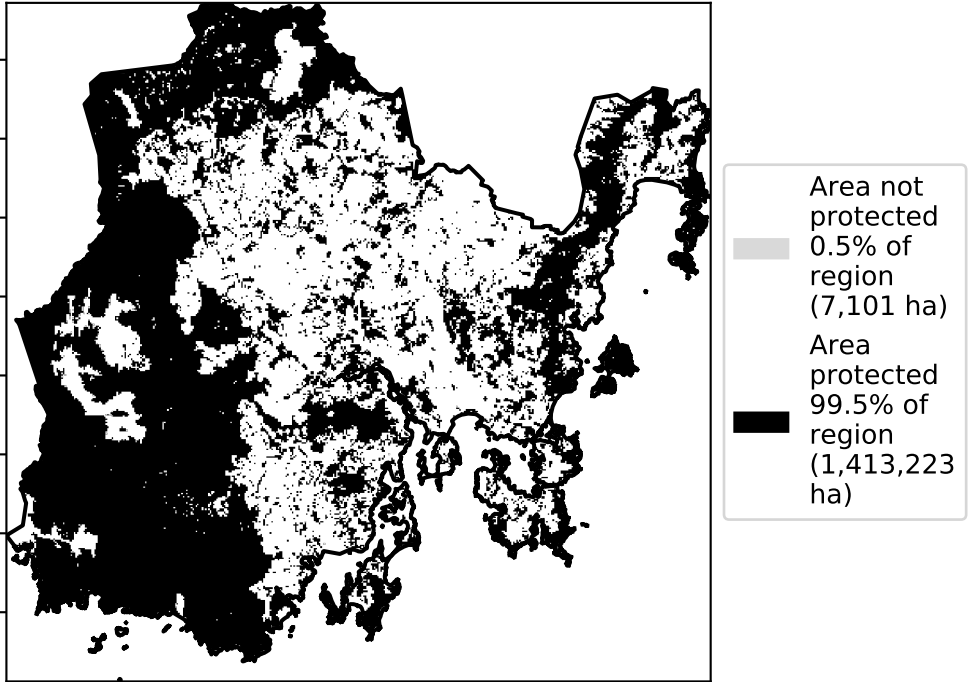 Area not
protected
0.5% of
region
(7,101 ha)
Area
protected
99.5% of
region
(1,413,223
ha)